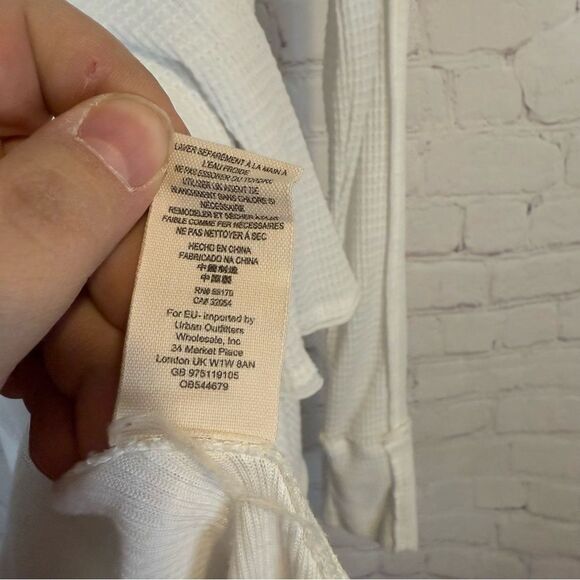 LAVER SÉPARÉMENT À LA MAIN À
L'EAU FROIDE
NE PAS ESSORER OU TORDRE
UTILISER UN AGENT DE
BLANCHIMENT SANS CHLORE SI
NÉCESSAIRE
REMODELER ET SÉCHER À PLAT
FAIBLE COMME FER NÉCESSAIRES
NE PAS NETTOYER À SEC
HECHO EN CHINA
FABRICADO NA CHINA
中國製造
中国製
RN# 66170
CA# 32054
For EU- imported by
Urban Outfitters
Wholesale, Inc
24 Market Place
London UK W1W 8AN
GB 975119105
OB544679